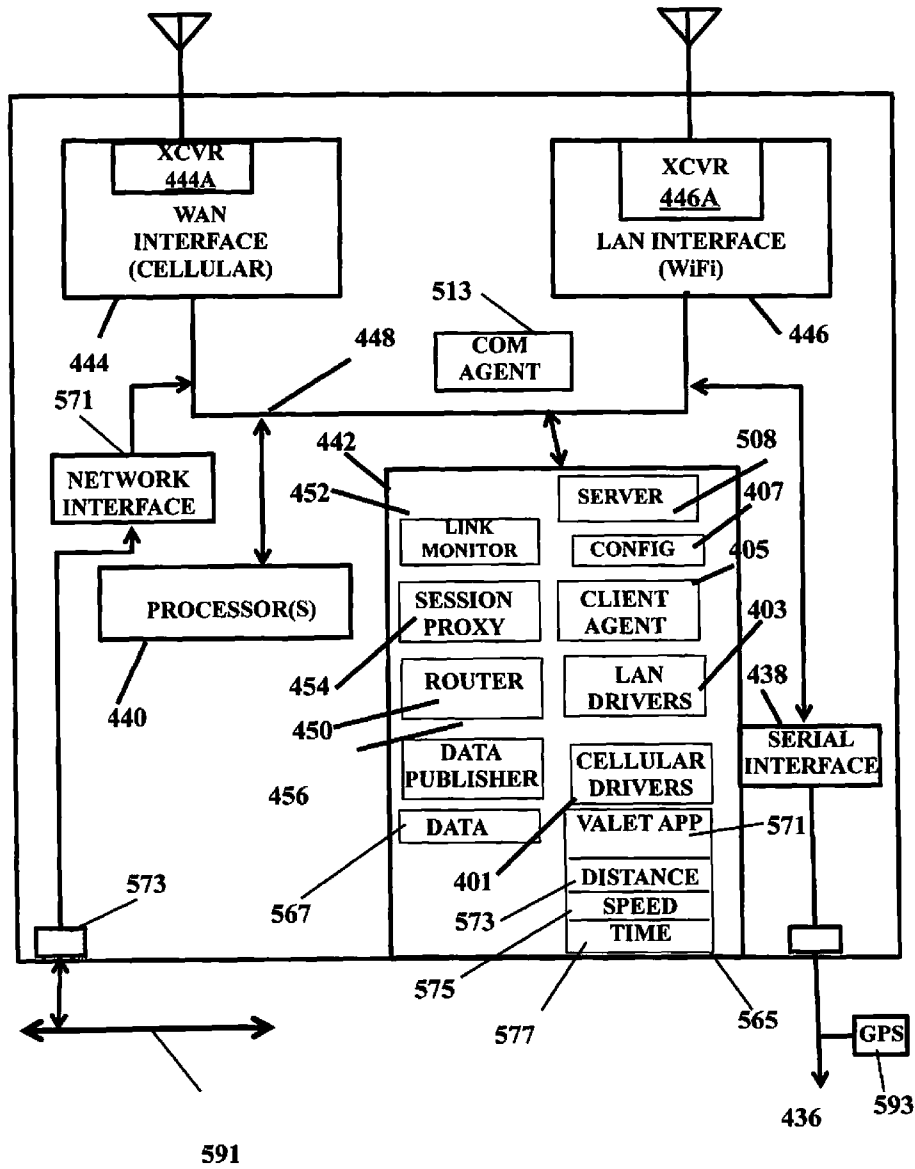 XCVR
444A
WAN
INTERFACE
(CELLULAR)
XCVR
446A
LAN INTERFACE
(WiFi)
444
446
513
COM
AGENT
448
571
NETWORK
INTERFACE
442
452
508
SERVER
407
LINK
MONITOR
CONFIG
405
PROCESSOR(S)
SESSION
PROXY
CLIENT
AGENT
403
454
440
ROUTER
450
LAN
DRIVERS
438
SERIAL
INTERFACE
456
DATA
PUBLISHER
CELLULAR
DRIVERS
DATA
VALET APP
571
573
567
401
DISTANCE
573
SPEED
TIME
575
577
565
GPS
436
593
591